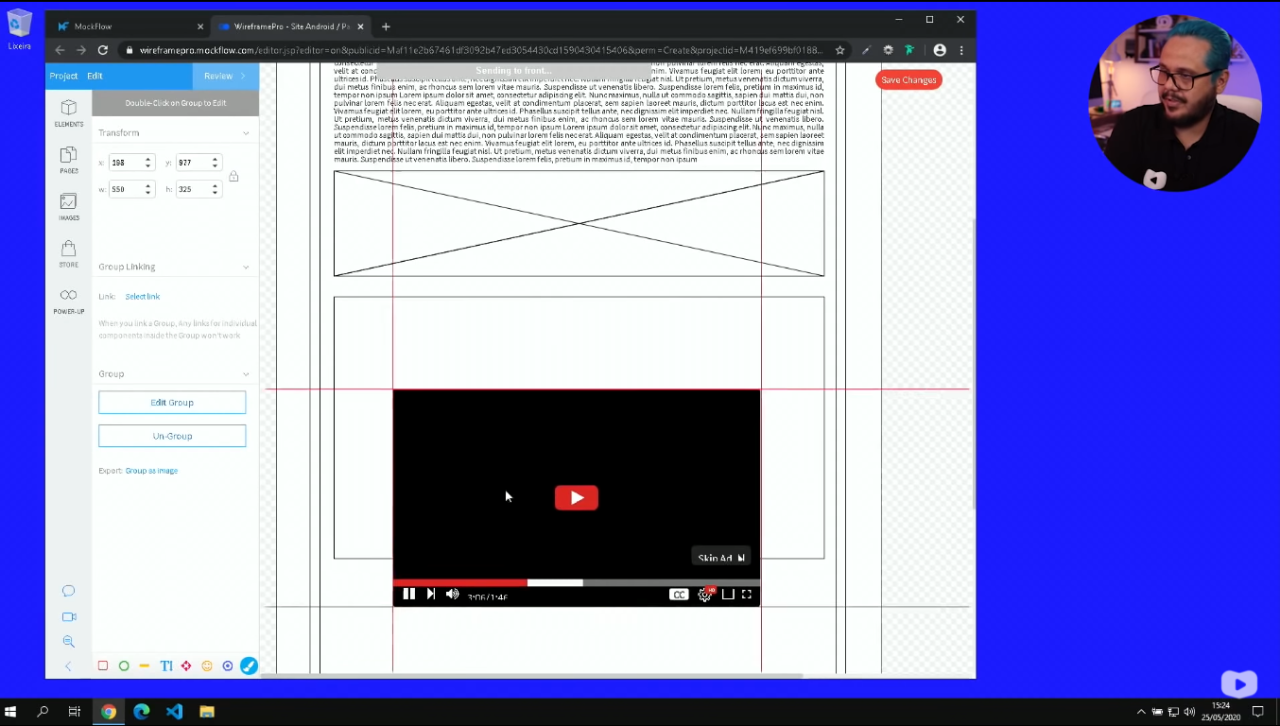 Lixeira
MockFlow
WireframePro - Site Android / Pa
wireframepro.mockflow.com/editor.jsp?editor=on&publicid=Maf11e2b67461df3092b47ed3054430cd1590430415406&perm=Create&projectid=M419ef699bf0188...
Project Edit Review
Sending to front...
Save Changes
Double-Click on Group to Edit
ELEMENTS
Transform
PAGES
x: 198 y: 977
w: 550 h: 325
IMAGES
STORE
Group Linking
POWER-UP
Link: Select link
When you link a Group, Any links for individual
components inside the Group won't work
Group
Edit Group
Un-Group
Export: Group as Image
velit at condimentum
ultrices id. Phasellus suscipit tellus ante, nec dignissim elit imperdiet nec. Nullam fringilla feugiat nisl. Ut pretium, metus venenatis dictum viverra, du
metus finibus enim, ac rhoncus sem lorem vitae mauris. Suspendisse ut venenatis libero. Suspendisse lorem felis, pretium in maximus id,
tempor non ipsum Lorem ipsum dolor sit amet, consectetur adipiscing elit. Nunc maximus, nulla ut commodo sagittis, sapien dui mattis dui, non
pulvinar lorem felis nec erat. Aliquam egestas, velit at condimentum placerat, sem sapien laoreet massa, dictum porttitor lacus est nec enim.
Vivamus feugiat elit lorem, eu porttitor ante ultrices id. Phasellus suscipit tellus ante, nec dignissim elit imperdiet nec. Nullam fringilla feugiat nisl.
Ut pretium, metus venenatis dictum viverra, dui metus finibus enim, ac rhoncus sem lorem vitae mauris. Suspendisse ut venenatis libero.
Suspendisse lorem felis, pretium in maximus id, tempor non ipsum Lorem ipsum dolor sit amet, consectetur adipiscing elit. Nunc maximus, nulla
ut commodo sagittis, sapien dui mattis dui, non pulvinar lorem felis nec erat. Aliquam egestas, velit at condimentum placerat, sem sapien laoreet
massa, dictum porttitor lacus est nec enim. Vivamus feugiat elit lorem, eu porttitor ante ultrices id. Phasellus suscipit tellus ante, nec dignissim
elit imperdiet nec. Nullam fringilla feugiat nisl. Ut pretium, metus venenatis dictum viverra, dui metus finibus enim, ac rhoncus sem lorem vitae
mauris. Suspendisse ut venenatis libero. Suspendisse lorem felis, pretium in maximus id, tempor non ipsum
Skip Ad
3:06/1:46
CC
HD
T1
15:24
25/05/2020